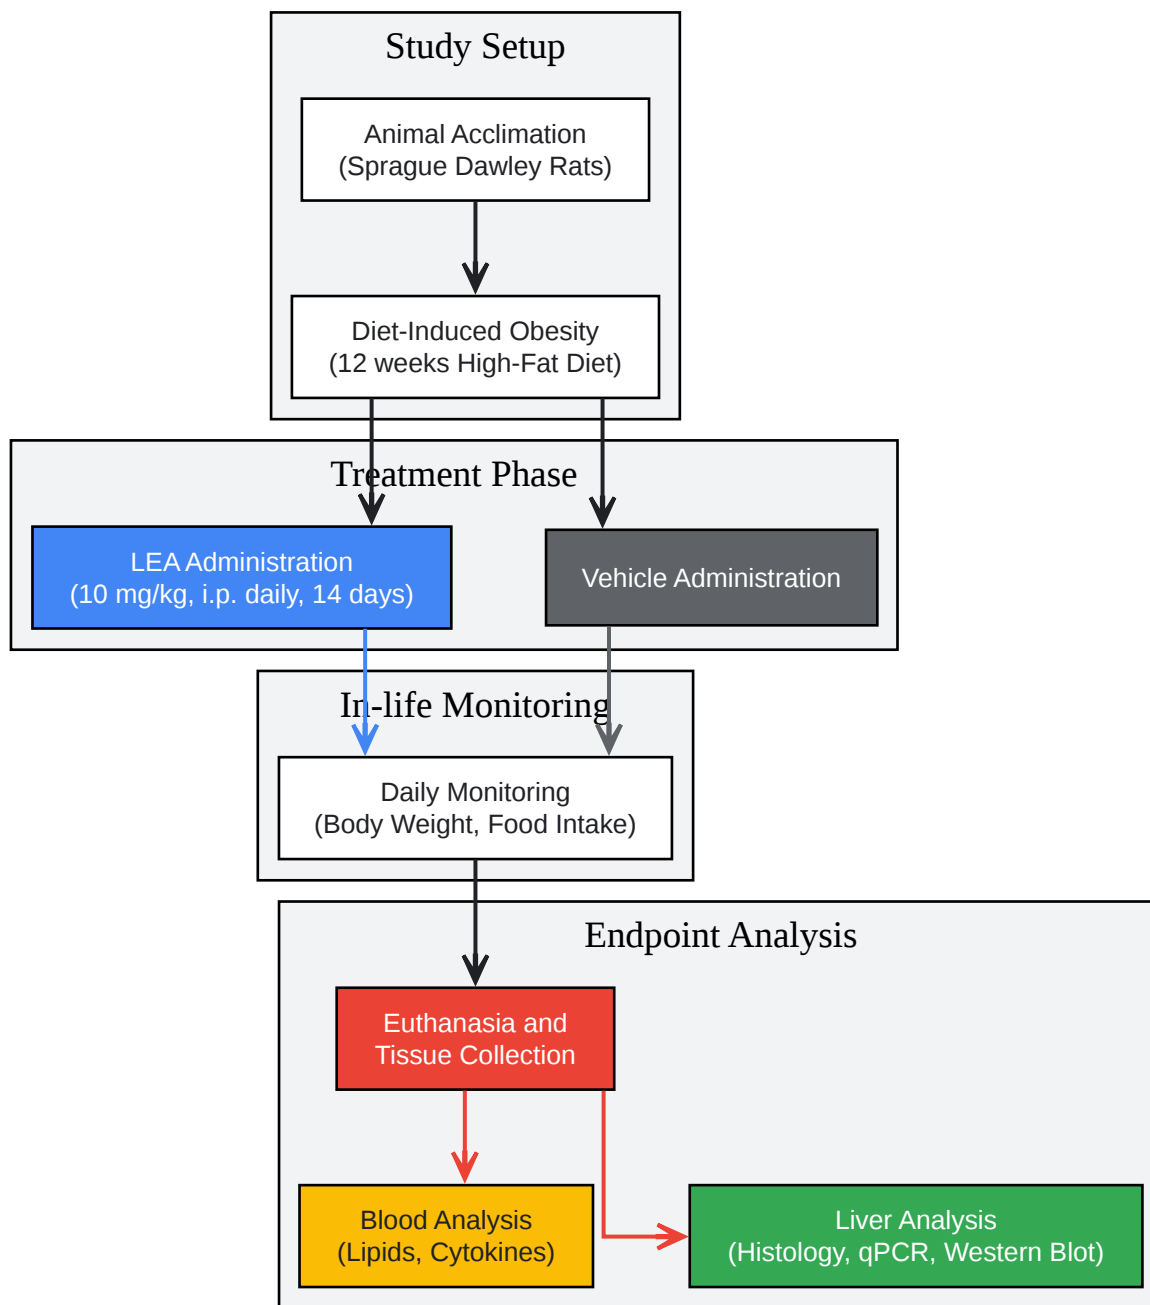 Study Setup
Animal Acclimation
(Sprague Dawley Rats)
Diet-Induced Obesity
(12 weeks High-Fat Diet)
Treatment Phase
LEA Administration
(10 mg/kg, i.p. daily, 14 days)
Vehicle Administration
In-life Monitoring
Daily Monitoring
(Body Weight, Food Intake)
Endpoint Analysis
Euthanasia and
Tissue Collection
Blood Analysis
(Lipids, Cytokines)
Liver Analysis
(Histology, qPCR, Western Blot)